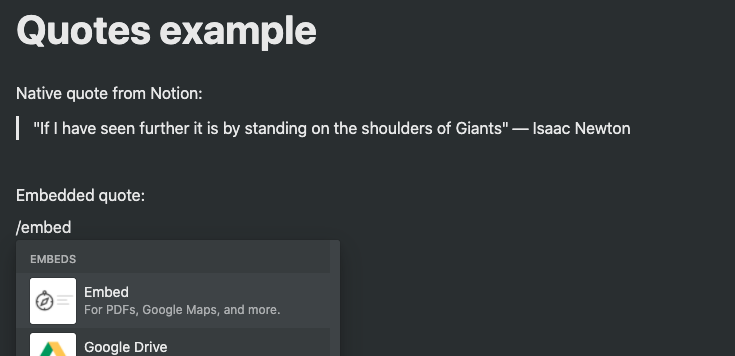 Quotes example
Native quote from Notion:
"If I have seen further it is by standing on the shoulders of Giants" — Isaac Newton
Embedded quote:
/embed
EMBEDS
Embed
For PDFs, Google Maps, and more.
Google Drive